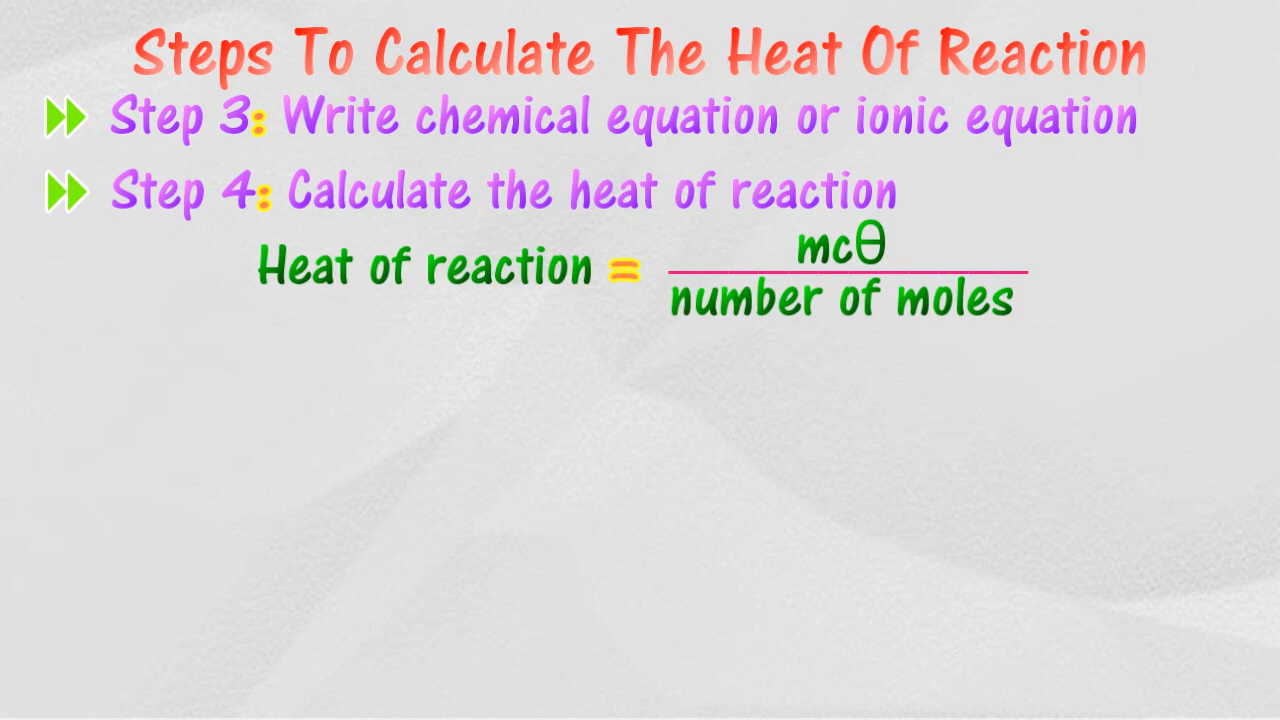 Steps To Calculate The Heat Of Reaction
Step 3: Write chemical equation or ionic equation
Step 4: Calculate the heat of reaction
mcθ
Heat of reaction =
number of moles